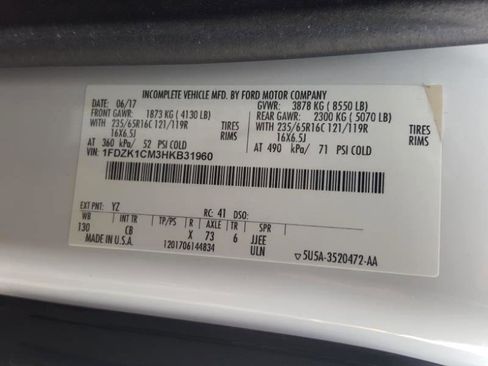 INCOMPLETE VEHICLE MFD. BY FORD MOTOR COMPANY
DATE: 06/17 GVWR: 3878 KG ( 8550 LB)
FRONT GAWR: 1873 KG ( 4130 LB) REAR GAWR: 2300 KG ( 5070 LB)
WITH 235/65R16C 121/119R TIRES WITH 235/65R16C 121/119R TIRES
16X6.5J RIMS 16X6.5J RIMS
AT 360 kPa/ 52 PSI COLD AT 490 kPa/ 71 PSI COLD
VIN: 1FDZK1CM3HKB31960
EXT PNT: YZ RC: 41 DSO:
WB INT TR TP/PS R AXLE TR SPR
130 CB X 73 6 JJEE
MADE IN U.S.A. 1201706144834 ULN ▽5U5A-3520472-AA